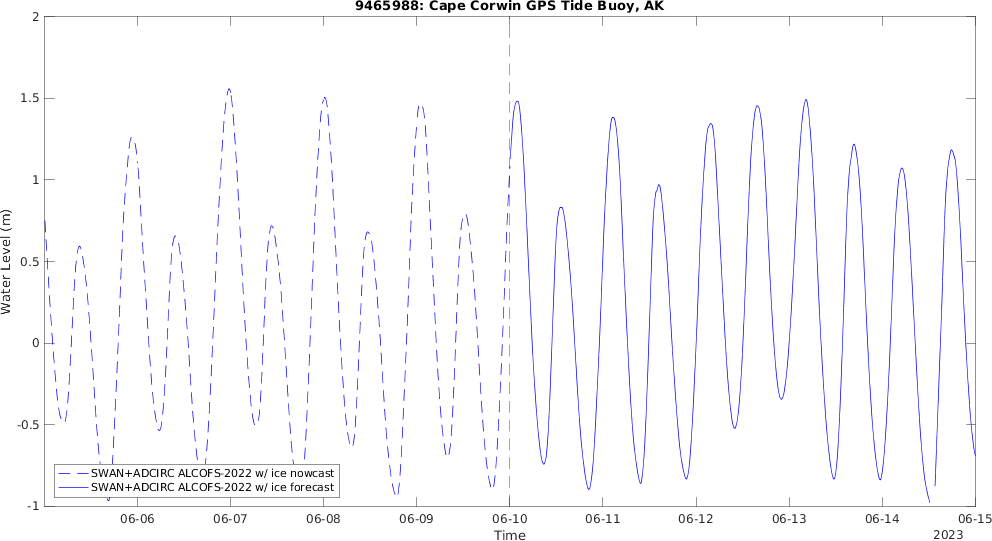 9465988: Cape Corwin GPS Tide Buoy, AK
2
1.5
1
0.5
0
-0.5
-1
Water Level (m)
SWAN+ADCIRC ALCOFS-2022 w/ ice nowcast
SWAN+ADCIRC ALCOFS-2022 w/ ice forecast
06-06 06-07 06-08 06-09 06-10 06-11 06-12 06-13 06-14 06-15
Time
2023